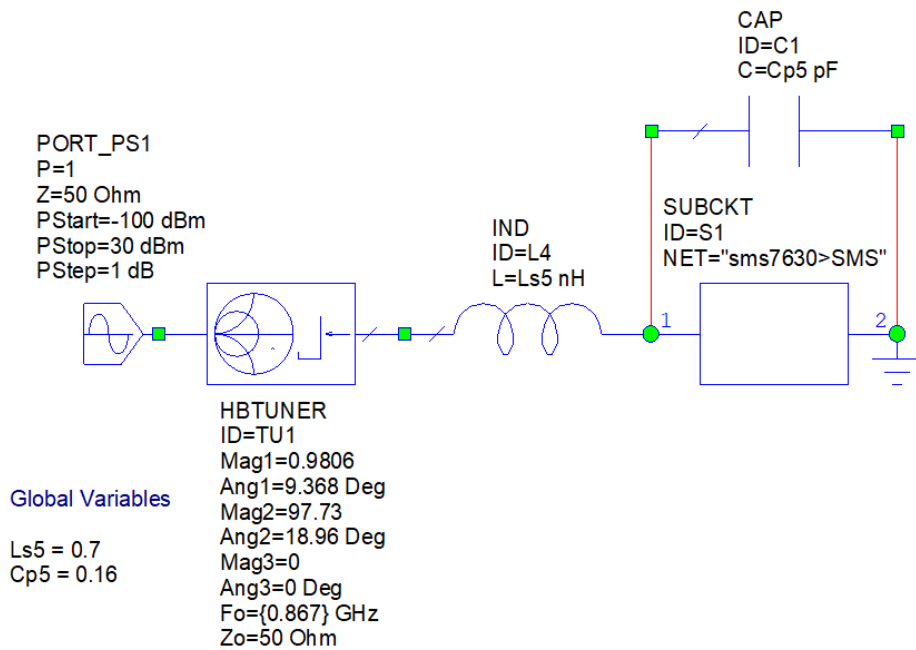 CAP
ID=C1
C=Cp5 pF
PORT_PS1
P=1
Z=50 Ohm
PStart=-100 dBm
PStop=30 dBm
PStep=1 dB
IND
ID=L4
L=Ls5 nH
SUBCKT
ID=S1
NET="sms7630>SMS"
1
2
HBTUNER
ID=TU1
Mag1=0.9806
Ang1=9.368 Deg
Mag2=97.73
Ang2=18.96 Deg
Mag3=0
Ang3=0 Deg
Fo={0.867} GHz
Zo=50 Ohm
Global Variables
Ls5 = 0.7
Cp5 = 0.16